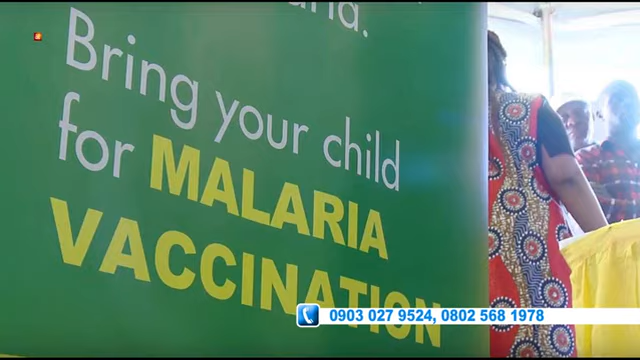 Bring your child
for MALARIA
VACCINATION
0903 027 9524, 0802 568 1978